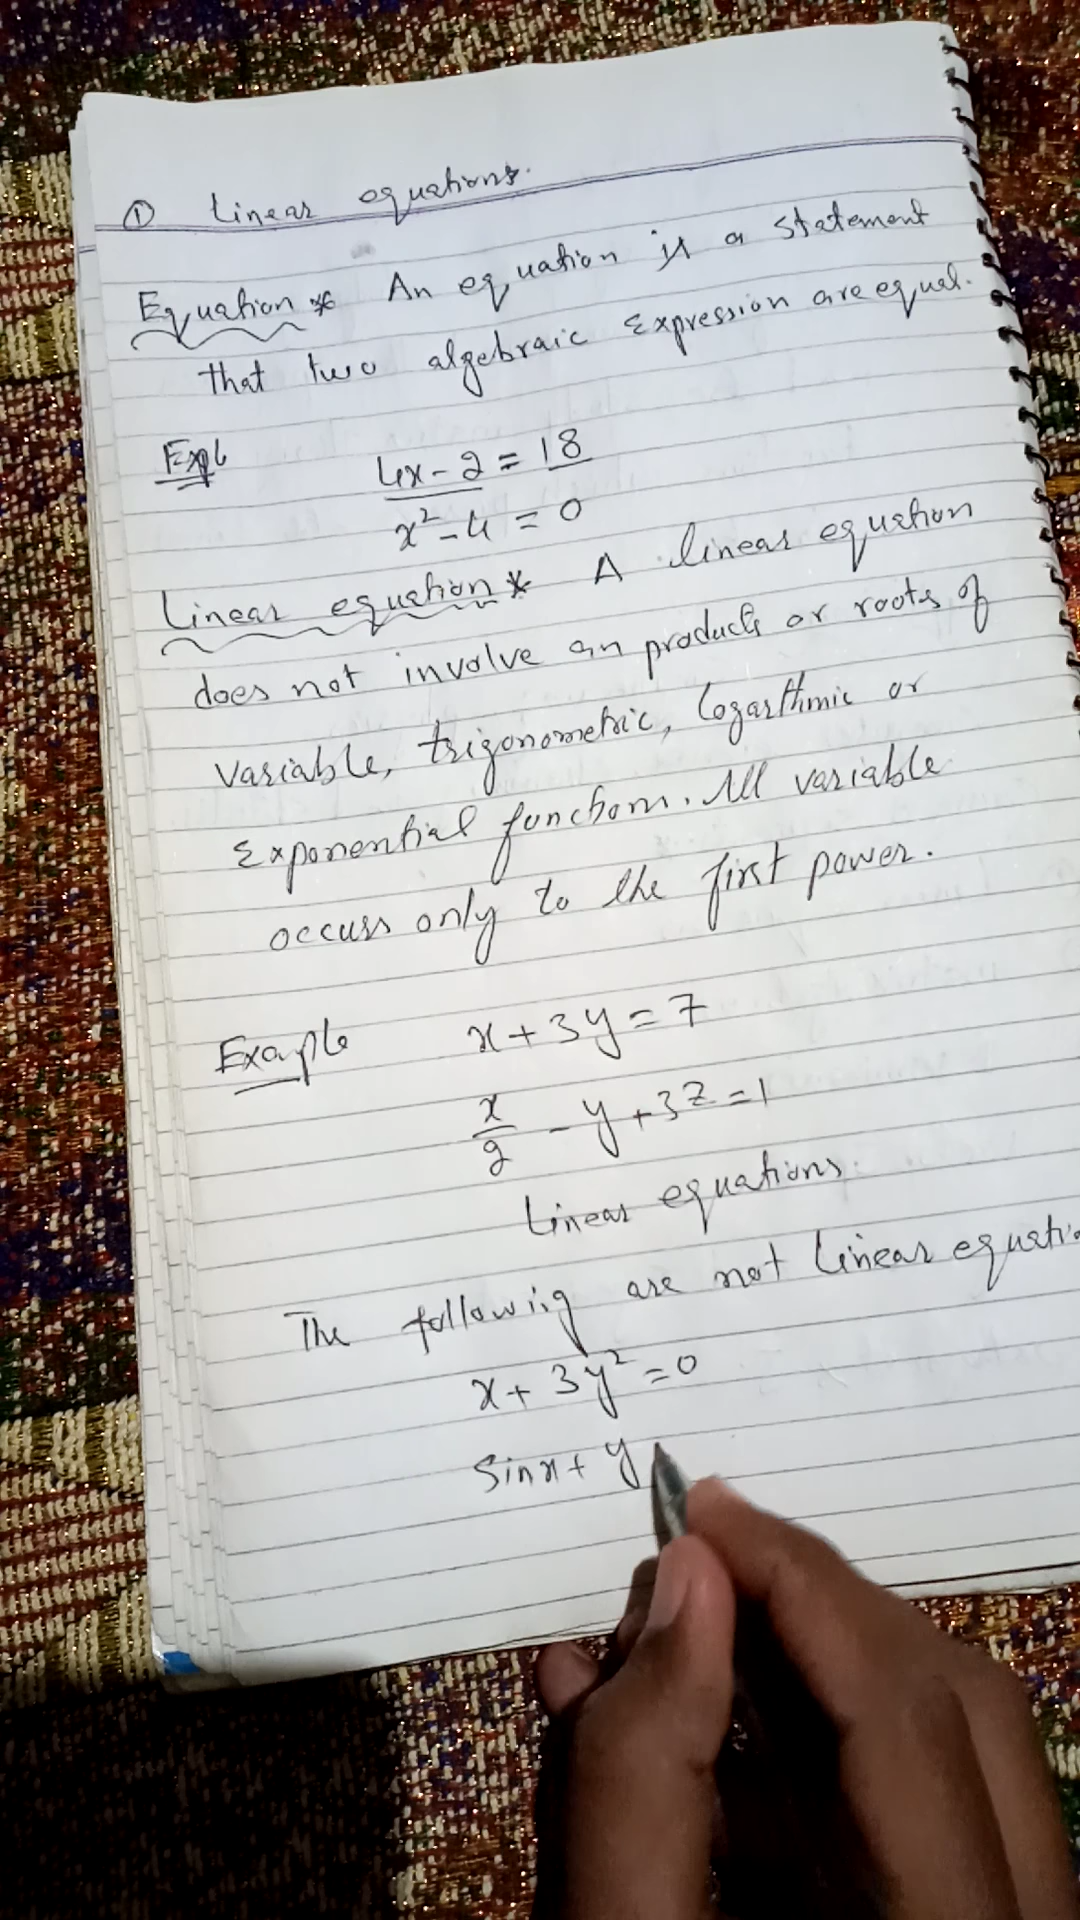 ① Linear equations.
Equation * An equation is a statement
that two algebraic Expression are equal.
Expl 4x - 2 = 18
x² - 4 = 0
Linear equation * A linear equation
does not involve an products or roots of
variable, trigonometric, logarthmic or
Exponential functions. All variable
occurs only to the first power.
Example x + 3y = 7
x/2 - y + 3z = 1
Linear equations.
The following are not linear equatio
x + 3y² = 0
Sin x + y